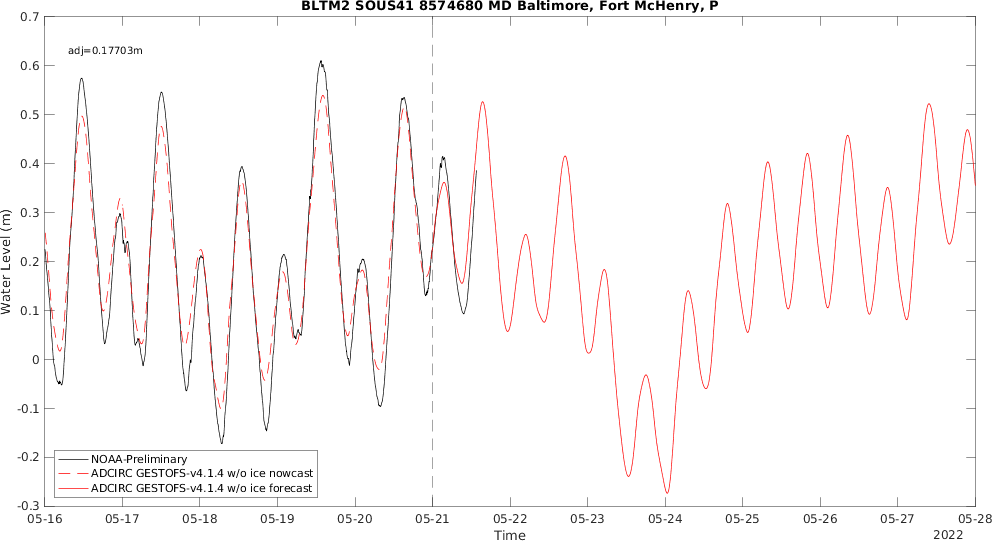 BLTM2 SOUS41 8574680 MD Baltimore, Fort McHenry, P
adj=0.17703m
Water Level (m)
0.7
0.6
0.5
0.4
0.3
0.2
0.1
0
-0.1
-0.2
-0.3
NOAA-Preliminary
ADCIRC GESTOFS-v4.1.4 w/o ice nowcast
ADCIRC GESTOFS-v4.1.4 w/o ice forecast
05-16 05-17 05-18 05-19 05-20 05-21 05-22 05-23 05-24 05-25 05-26 05-27 05-28
Time
2022